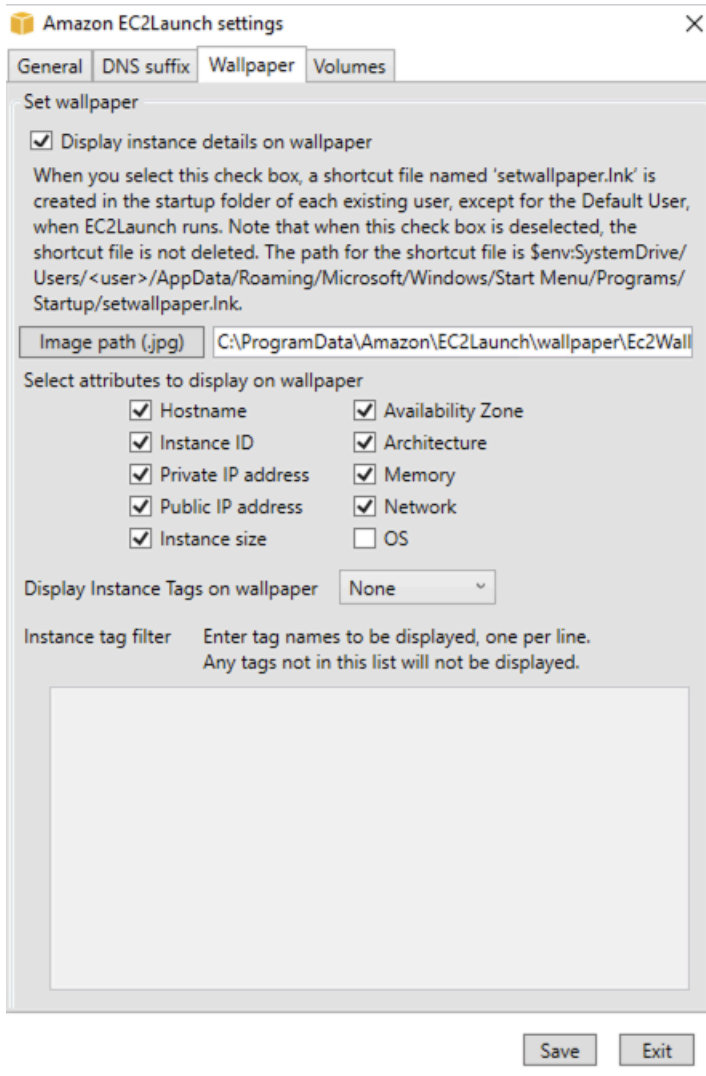 Amazon EC2Launch settings
General DNS suffix Wallpaper Volumes
Set wallpaper
Display instance details on wallpaper
When you select this check box, a shortcut file named 'setwallpaper.lnk' is
created in the startup folder of each existing user, except for the Default User,
when EC2Launch runs. Note that when this check box is deselected, the
shortcut file is not deleted. The path for the shortcut file is $env:SystemDrive/
Users/<user>/AppData/Roaming/Microsoft/Windows/Start Menu/Programs/
Startup/setwallpaper.lnk.
Image path (.jpg) C:\ProgramData\Amazon\EC2Launch\wallpaper\Ec2Wall
Select attributes to display on wallpaper
Hostname Availability Zone
Instance ID Architecture
Private IP address Memory
Public IP address Network
Instance size OS
Display Instance Tags on wallpaper None
Instance tag filter Enter tag names to be displayed, one per line.
Any tags not in this list will not be displayed.
Save Exit